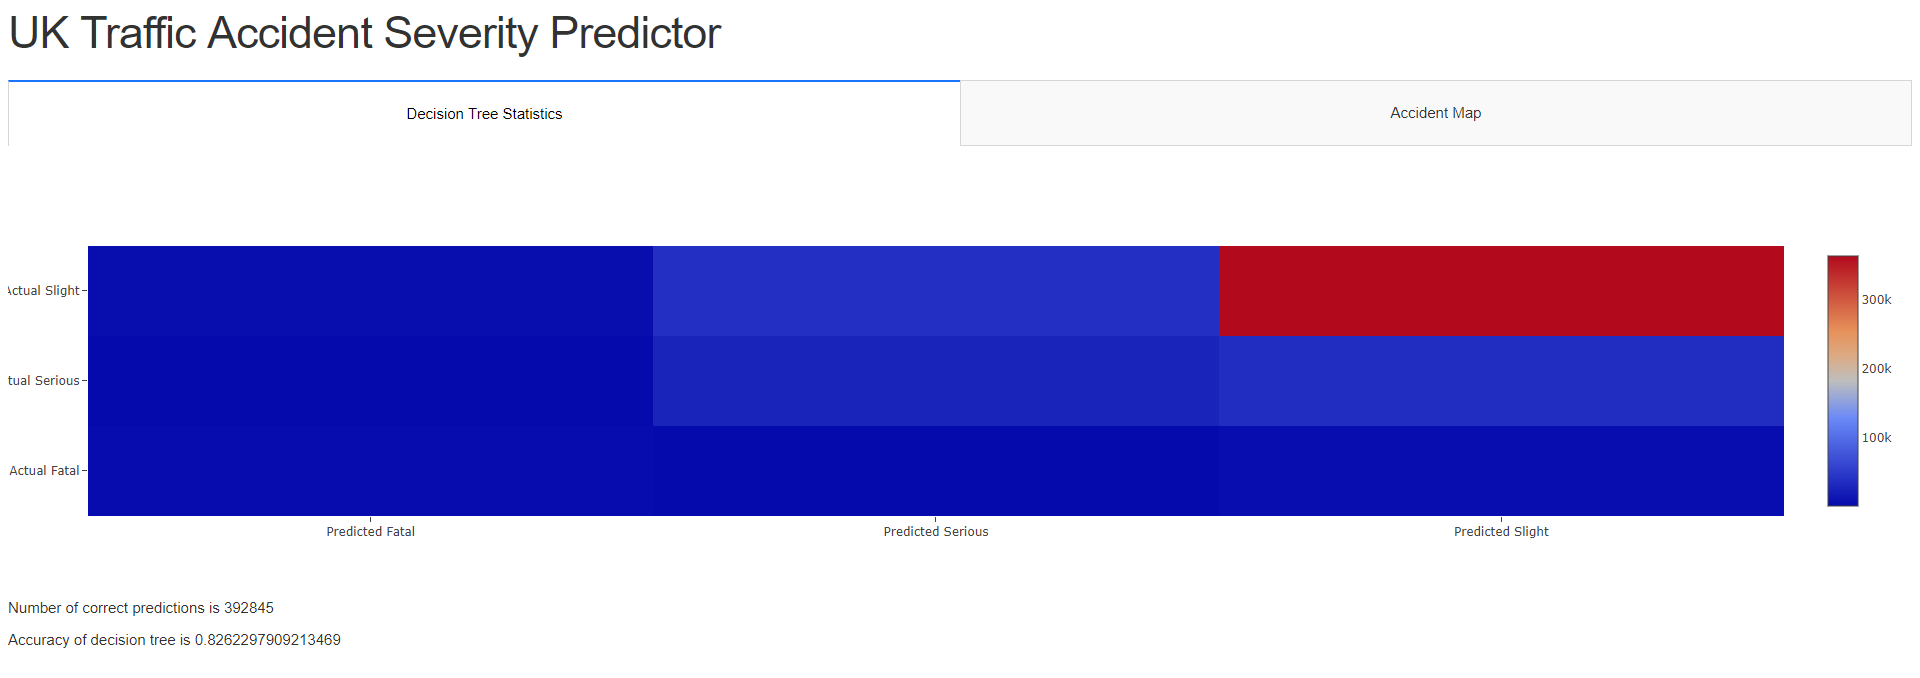 UK Traffic Accident Severity Predictor
Decision Tree Statistics
Accident Map
Actual Slight
tual Serious
Actual Fatal
300k
200k
100k
Predicted Fatal
Predicted Serious
Predicted Slight
Number of correct predictions is 392845
Accuracy of decision tree is 0.8262297909213469